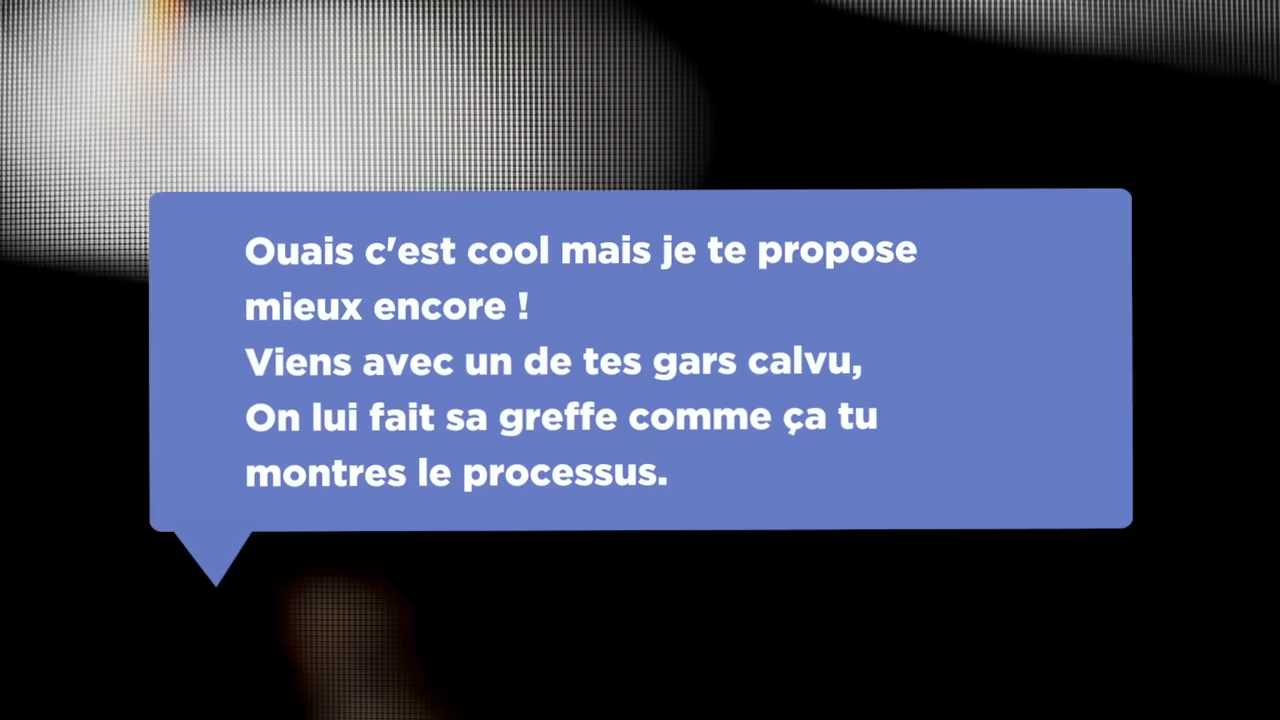 Ouais c'est cool mais je te propose
mieux encore !
Viens avec un de tes gars calvu,
On lui fait sa greffe comme ça tu
montres le processus.